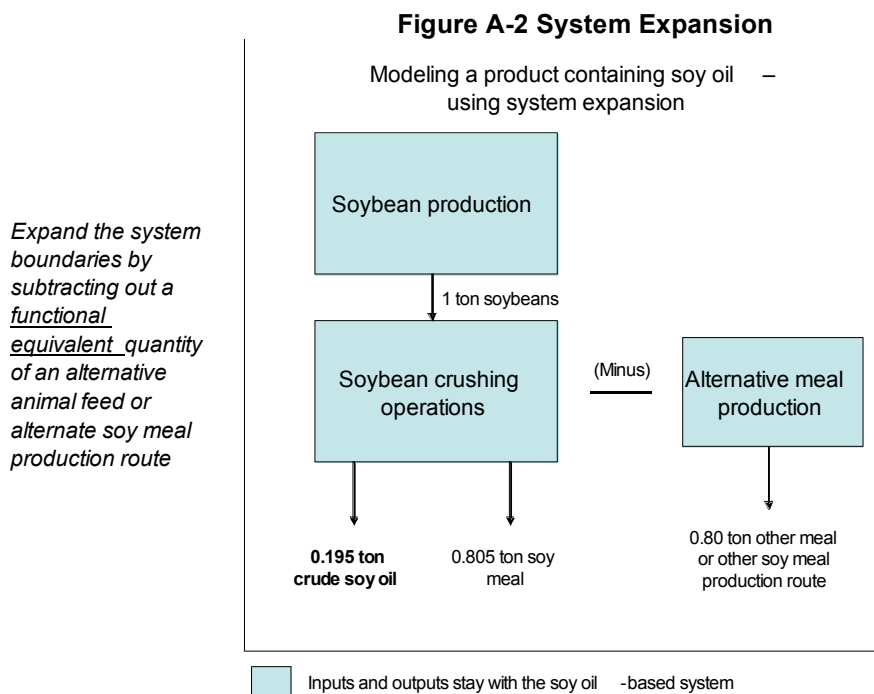 Figure A-2 System Expansion
Modeling a product containing soy oil –
using system expansion
Expand the system
boundaries by
subtracting out a
functional
equivalent quantity
of an alternative
animal feed or
alternate soy meal
production route
Soybean production
1 ton soybeans
Soybean crushing
operations
(Minus)
Alternative meal
production
0.195 ton
crude soy oil
0.805 ton soy
meal
0.80 ton other meal
or other soy meal
production route
Inputs and outputs stay with the soy oil -based system